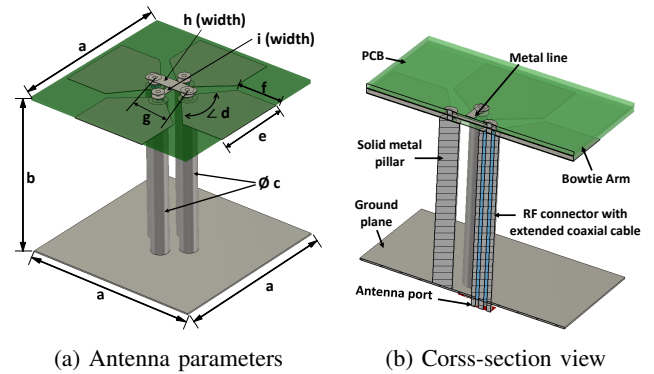 a
h (width)
i (width)
f
g
∠ d
e
b
Ø c
a
a
(a) Antenna parameters
PCB
Metal line
Solid metal
pillar
Bowtie Arm
Ground
plane
RF connector with
extended coaxial cable
Antenna port
(b) Corss-section view